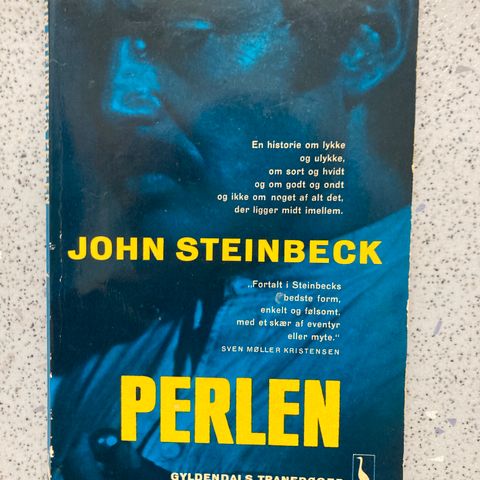 En historie om lykke
og ulykke,
om sort og hvidt
og om godt og ondt
og ikke om noget af alt det,
der ligger midt imellem.
JOHN STEINBECK
„Fortalt i Steinbecks
bedste form,
enkelt og følsomt.
med et skær af eventyr
eller myte."
SVEN MØLLER KRISTENSEN
PERLEN
GYLDENDALS TRANEBØGER